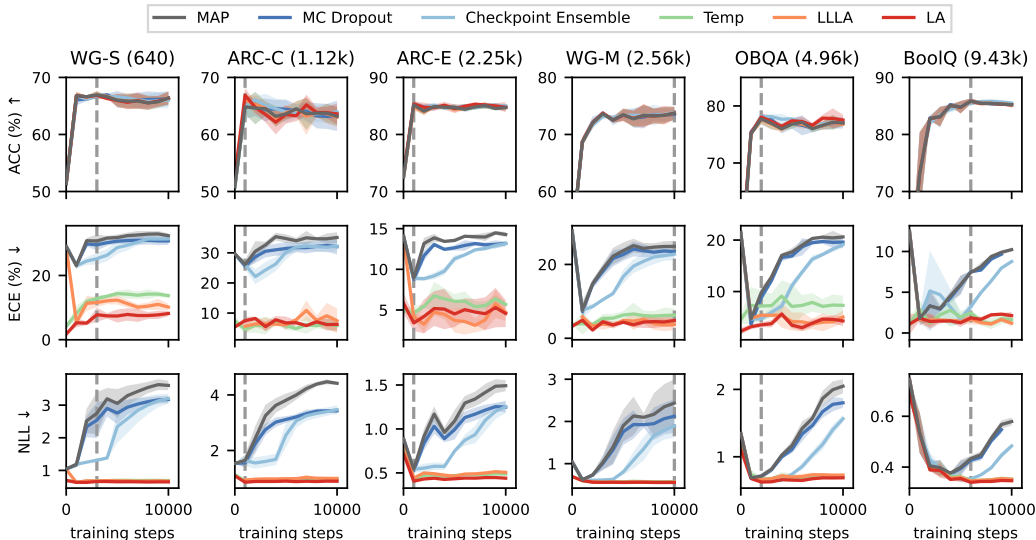 MAP MC Dropout Checkpoint Ensemble Temp LLLA LA
WG-S (640) ARC-C (1.12k) ARC-E (2.25k) WG-M (2.56k) OBQA (4.96k) BoolQ (9.43k)
ACC (%) ↑
70 70 90 80 80 90
60 60 80 70 70 80
50 50 70 60 70
ECE (%) ↓
20 30 15 20 20 10
0 20 10 0 10 5
10 5 0
NLL ↓
3 4 1.5 3 2 0.6
2 2 1.0 2 1 0.4
1 0.5 1
0 10000 0 10000 0 10000 0 10000 0 10000 0 10000
training steps training steps training steps training steps training steps training steps